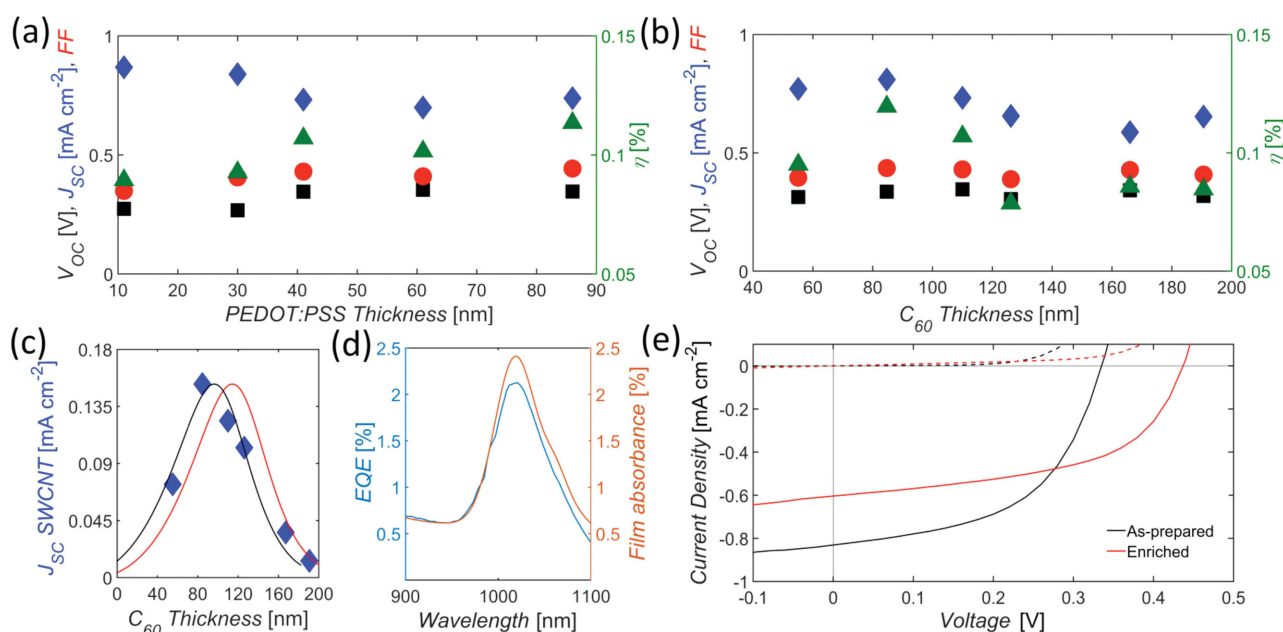 (a)
V_OC [V], J_SC [mA cm⁻²], FF
1
0.5
0
0.15
0.1
0.05
η [%]
10 20 30 40 50 60 70 80 90
PEDOT:PSS Thickness [nm]
(b)
V_OC [V], J_SC [mA cm⁻²], FF
1
0.5
0
0.15
0.1
0.05
η [%]
40 60 80 100 120 140 160 180 200
C₆₀ Thickness [nm]
(c)
J_SC SWCNT [mA cm⁻²]
0.18
0.135
0.09
0.045
0
0 40 80 120 160 200
C₆₀ Thickness [nm]
(d)
EQE [%]
2.5
2.0
1.5
1
0.5
2.5
2.0
1.5
1
0.5
Film absorbance [%]
900 1000 1100
Wavelength [nm]
(e)
Current Density [mA cm⁻²]
0
-0.2
-0.4
-0.6
-0.8
-1
As-prepared
Enriched
-0.1 0 0.1 0.2 0.3 0.4 0.5
Voltage [V]